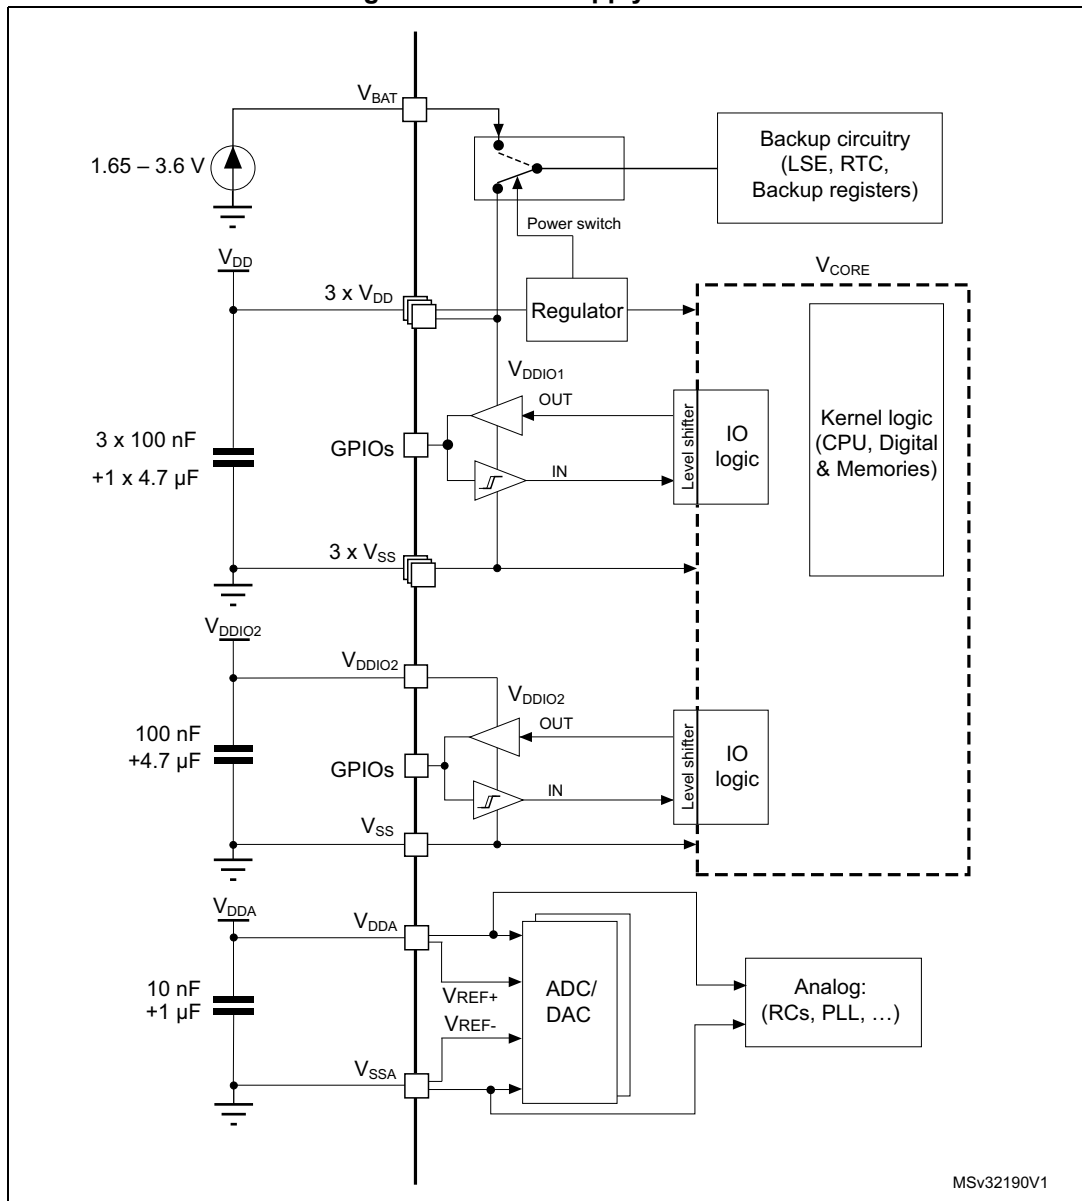 VBAT
1.65 – 3.6 V
Backup circuitry
(LSE, RTC,
Backup registers)
Power switch
VDD
3 x VDD
Regulator
VCORE
VDDIO1
OUT
GPIOs
IN
Level shifter
IO
logic
Kernel logic
(CPU, Digital
& Memories)
3 x 100 nF
+1 x 4.7 µF
3 x VSS
VDDIO2
VDDIO2
VDDIO2
OUT
GPIOs
IN
Level shifter
IO
logic
100 nF
+4.7 µF
VSS
VDDA
VDDA
VREF+
VREF-
ADC/
DAC
Analog:
(RCs, PLL, …)
10 nF
+1 µF
VSSA
MSv32190V1